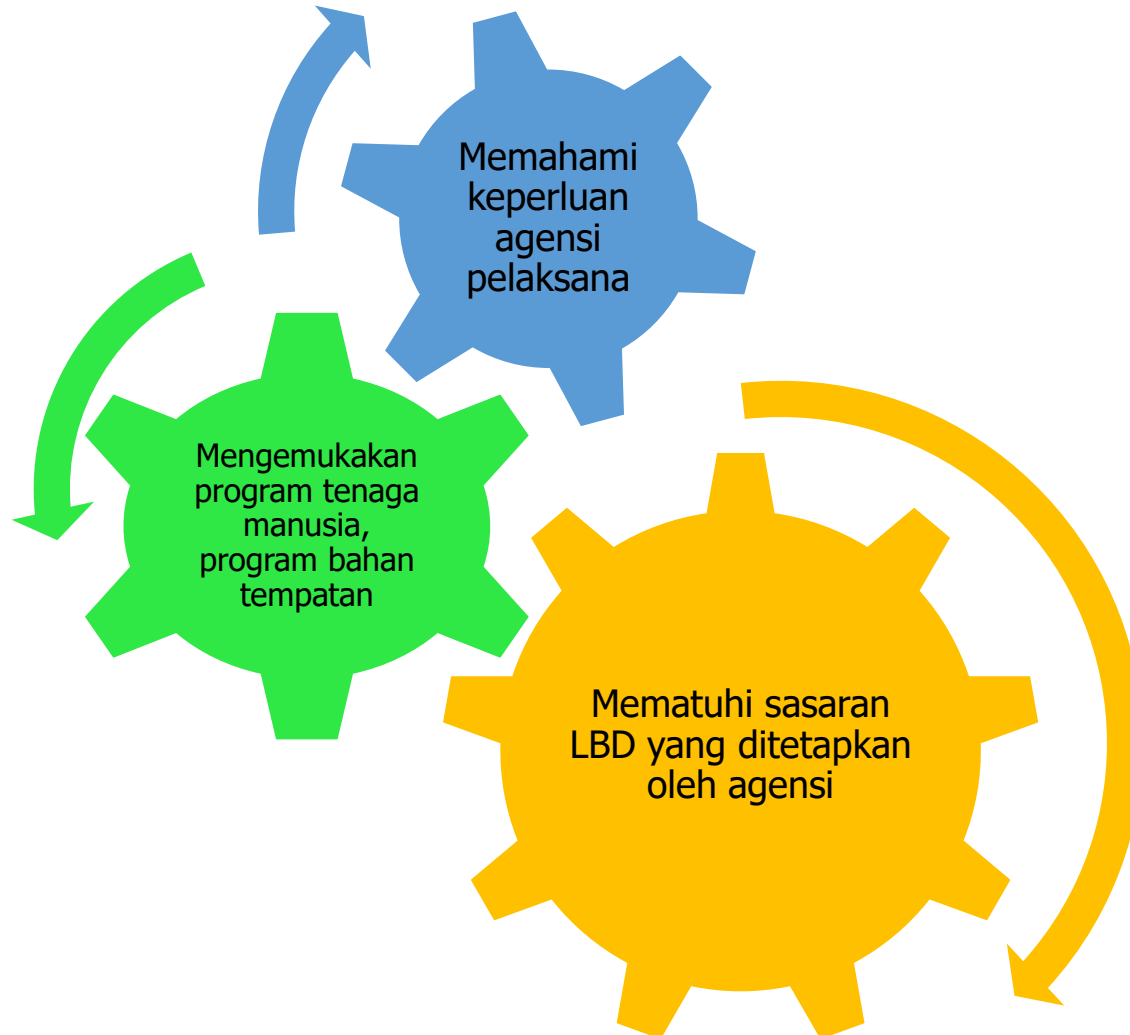 Memahami
keperluan
agensi
pelaksana
Mengemukakan
program tenaga
manusia,
program bahan
tempatan
Mematuhi sasaran
LBD yang ditetapkan
oleh agensi